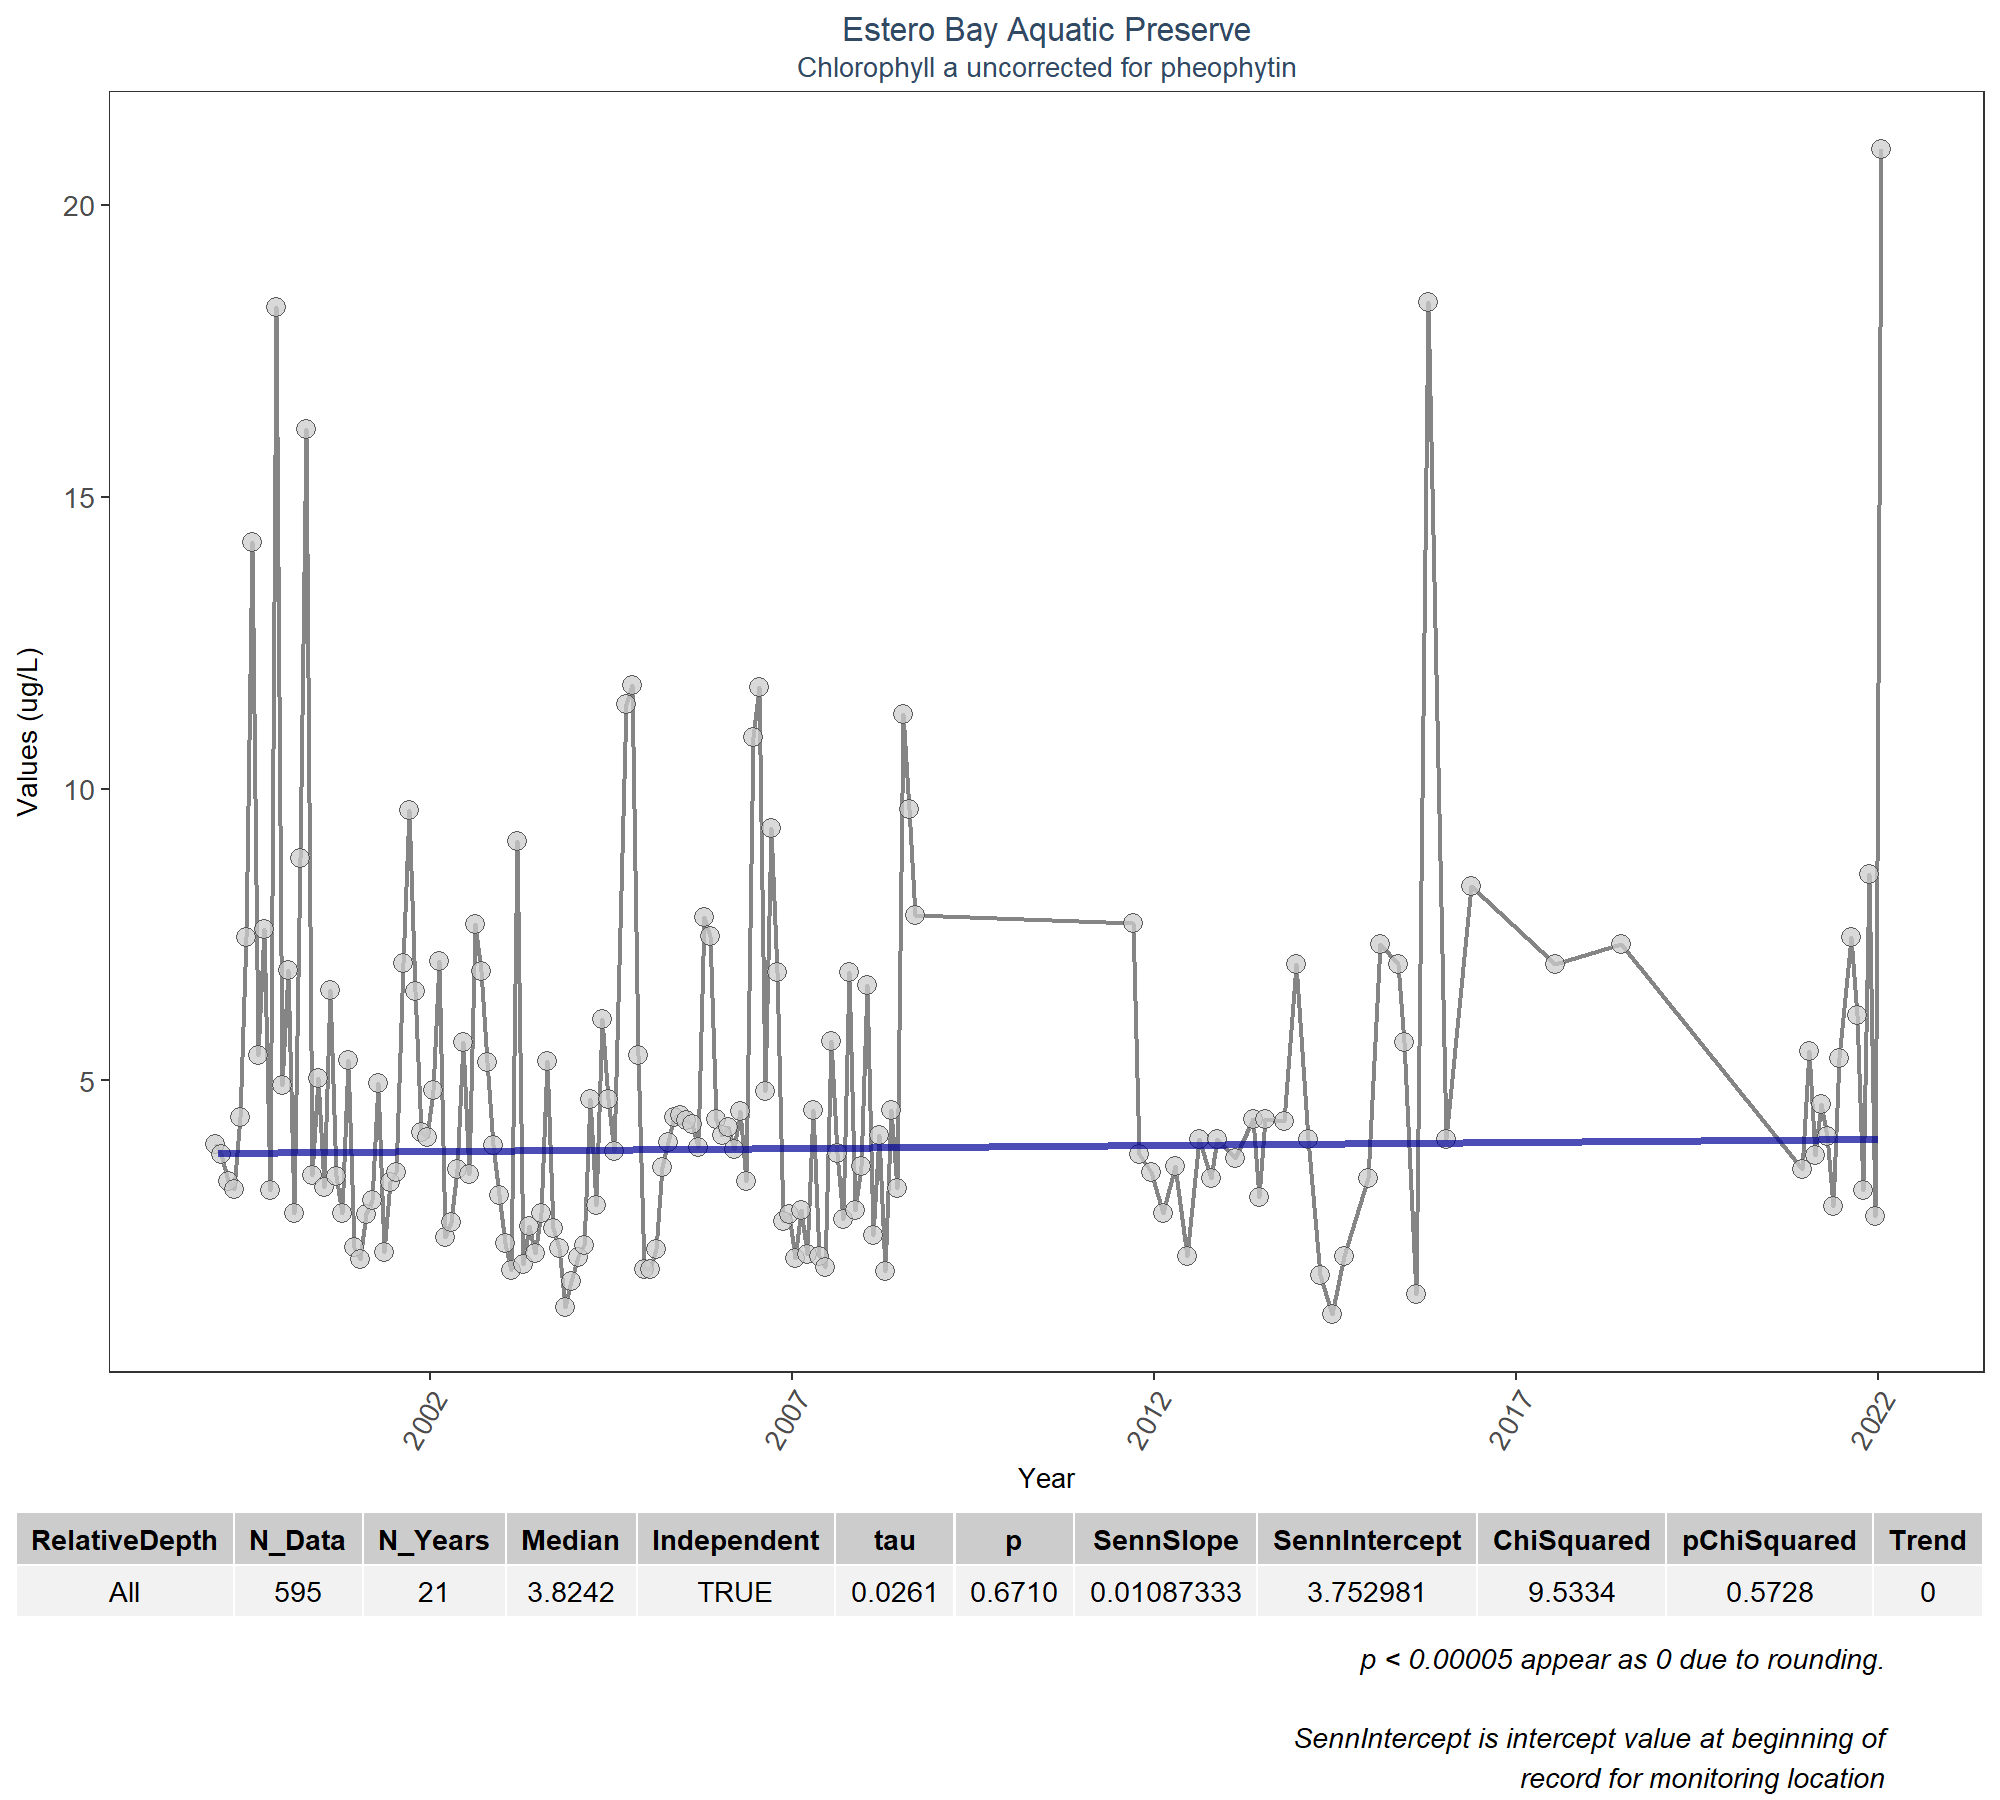 Estero Bay Aquatic Preserve
Chlorophyll a uncorrected for pheophytin
Values (ug/L)
20
15
10
5
2002 2007 2012 2017 2022
Year
RelativeDepth N_Data N_Years Median Independent tau p SennSlope SennIntercept ChiSquared pChiSquared Trend
All 595 21 3.8242 TRUE 0.0261 0.6710 0.01087333 3.752981 9.5334 0.5728 0
p < 0.00005 appear as 0 due to rounding.
SennIntercept is intercept value at beginning of
record for monitoring location